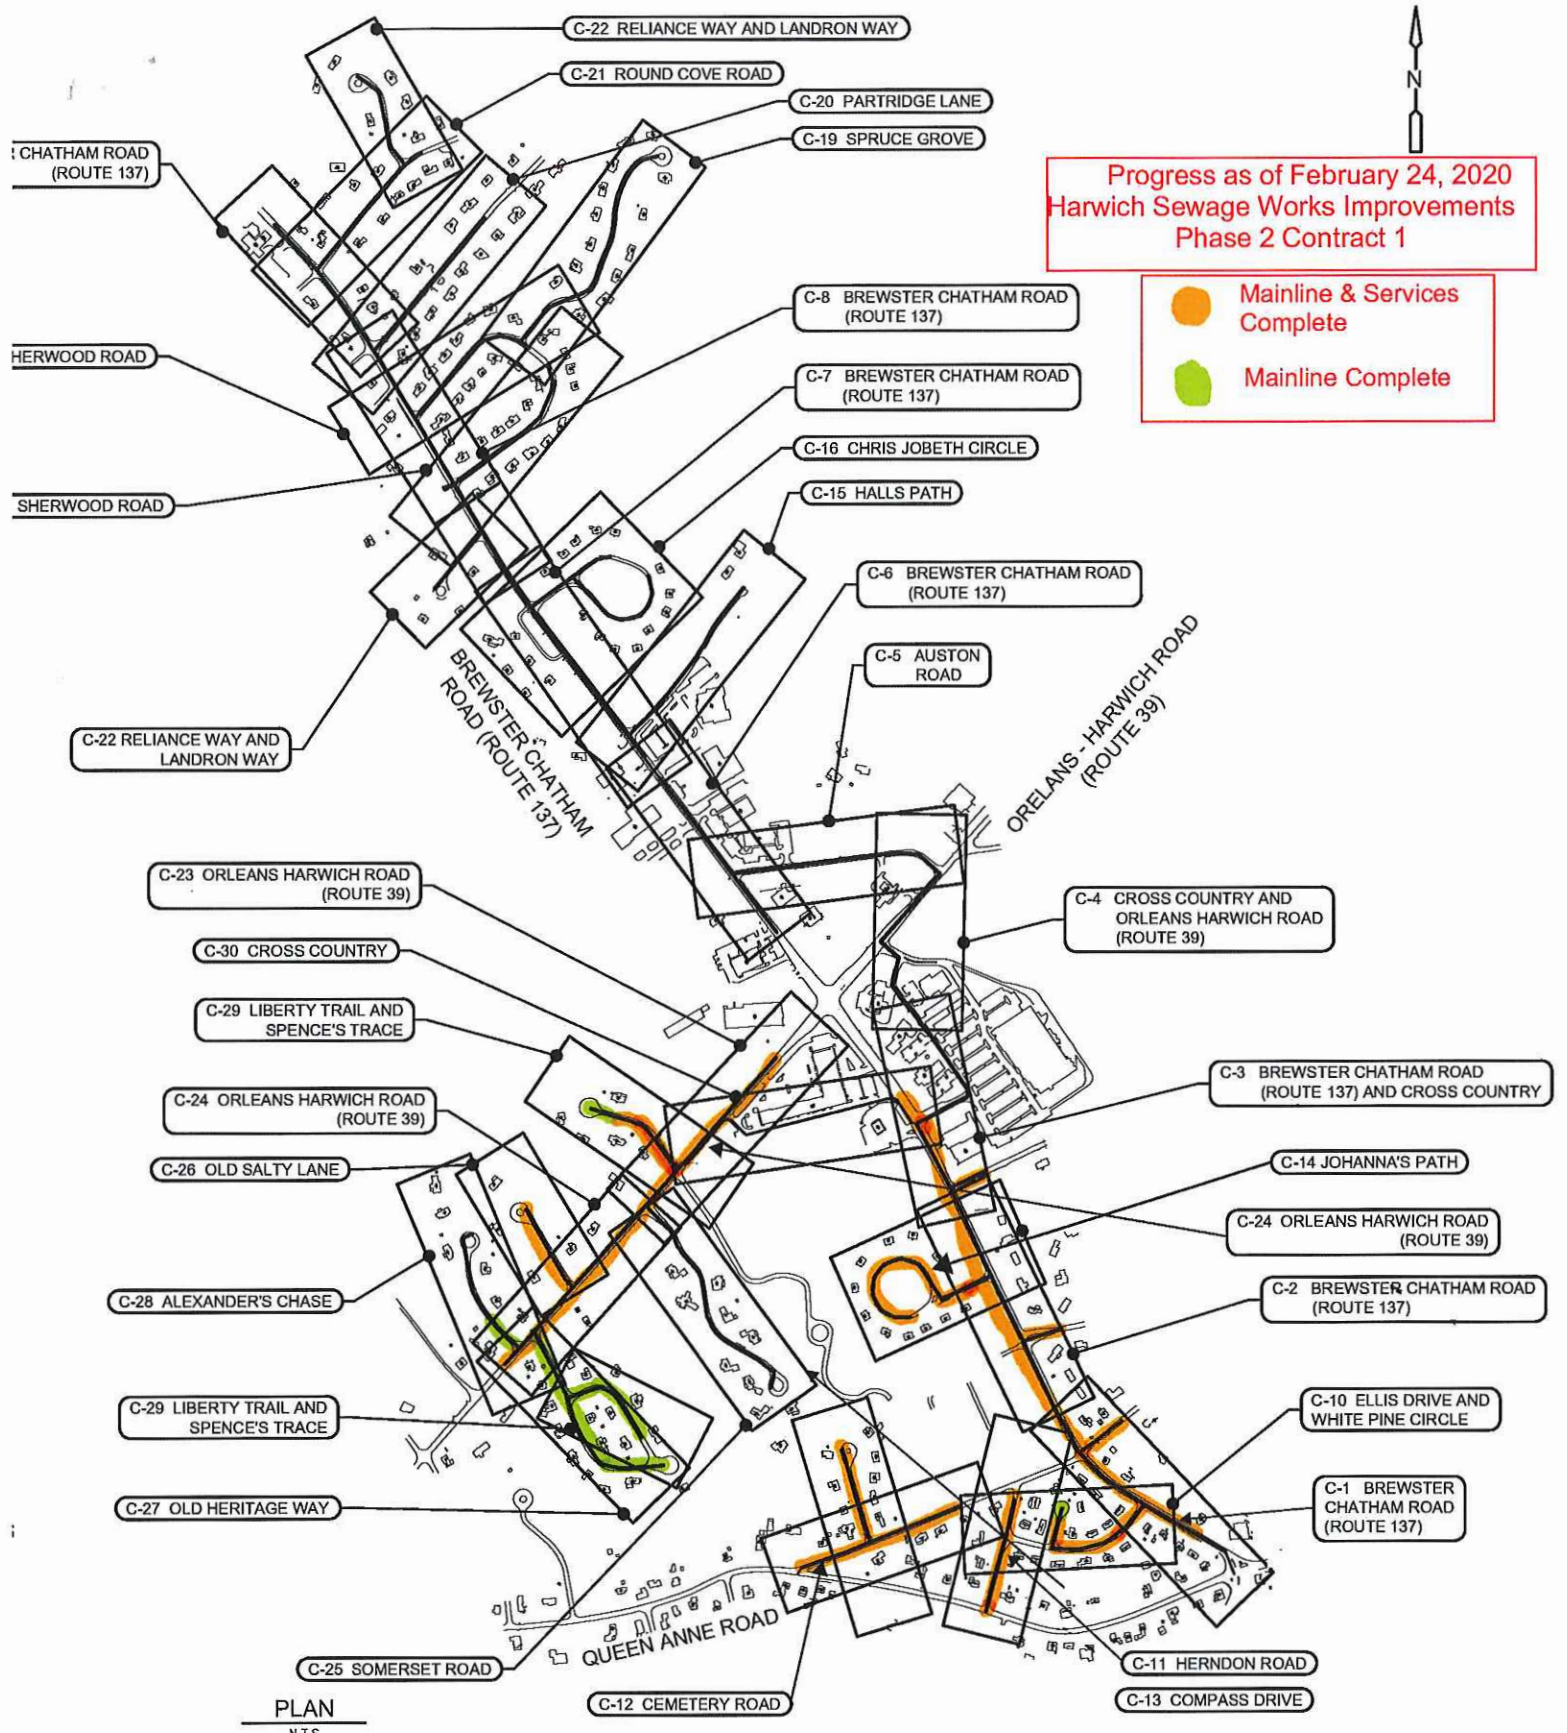 C-22 RELIANCE WAY AND LANDRON WAY
C-21 ROUND COVE ROAD
C-20 PARTRIDGE LANE
C-19 SPRUCE GROVE
N
CHATHAM ROAD
(ROUTE 137)
Progress as of February 24, 2020
Harwich Sewage Works Improvements
Phase 2 Contract 1
Mainline & Services
Complete
Mainline Complete
C-8 BREWSTER CHATHAM ROAD
(ROUTE 137)
HERWOOD ROAD
C-7 BREWSTER CHATHAM ROAD
(ROUTE 137)
C-16 CHRIS JOBETH CIRCLE
SHERWOOD ROAD
C-15 HALLS PATH
C-6 BREWSTER CHATHAM ROAD
(ROUTE 137)
C-5 AUSTON
ROAD
BREWSTER CHATHAM
ROAD (ROUTE 137)
ORELANS - HARWICH ROAD
(ROUTE 39)
C-22 RELIANCE WAY AND
LANDRON WAY
C-23 ORLEANS HARWICH ROAD
(ROUTE 39)
C-4 CROSS COUNTRY AND
ORLEANS HARWICH ROAD
(ROUTE 39)
C-30 CROSS COUNTRY
C-29 LIBERTY TRAIL AND
SPENCE'S TRACE
C-3 BREWSTER CHATHAM ROAD
(ROUTE 137) AND CROSS COUNTRY
C-24 ORLEANS HARWICH ROAD
(ROUTE 39)
C-26 OLD SALTY LANE
C-14 JOHANNA'S PATH
C-24 ORLEANS HARWICH ROAD
(ROUTE 39)
C-28 ALEXANDER'S CHASE
C-2 BREWSTER CHATHAM ROAD
(ROUTE 137)
C-29 LIBERTY TRAIL AND
SPENCE'S TRACE
C-10 ELLIS DRIVE AND
WHITE PINE CIRCLE
C-27 OLD HERITAGE WAY
C-1 BREWSTER
CHATHAM ROAD
(ROUTE 137)
QUEEN ANNE ROAD
C-25 SOMERSET ROAD
C-11 HERNDON ROAD
C-12 CEMETERY ROAD
C-13 COMPASS DRIVE
PLAN
N.T.S.